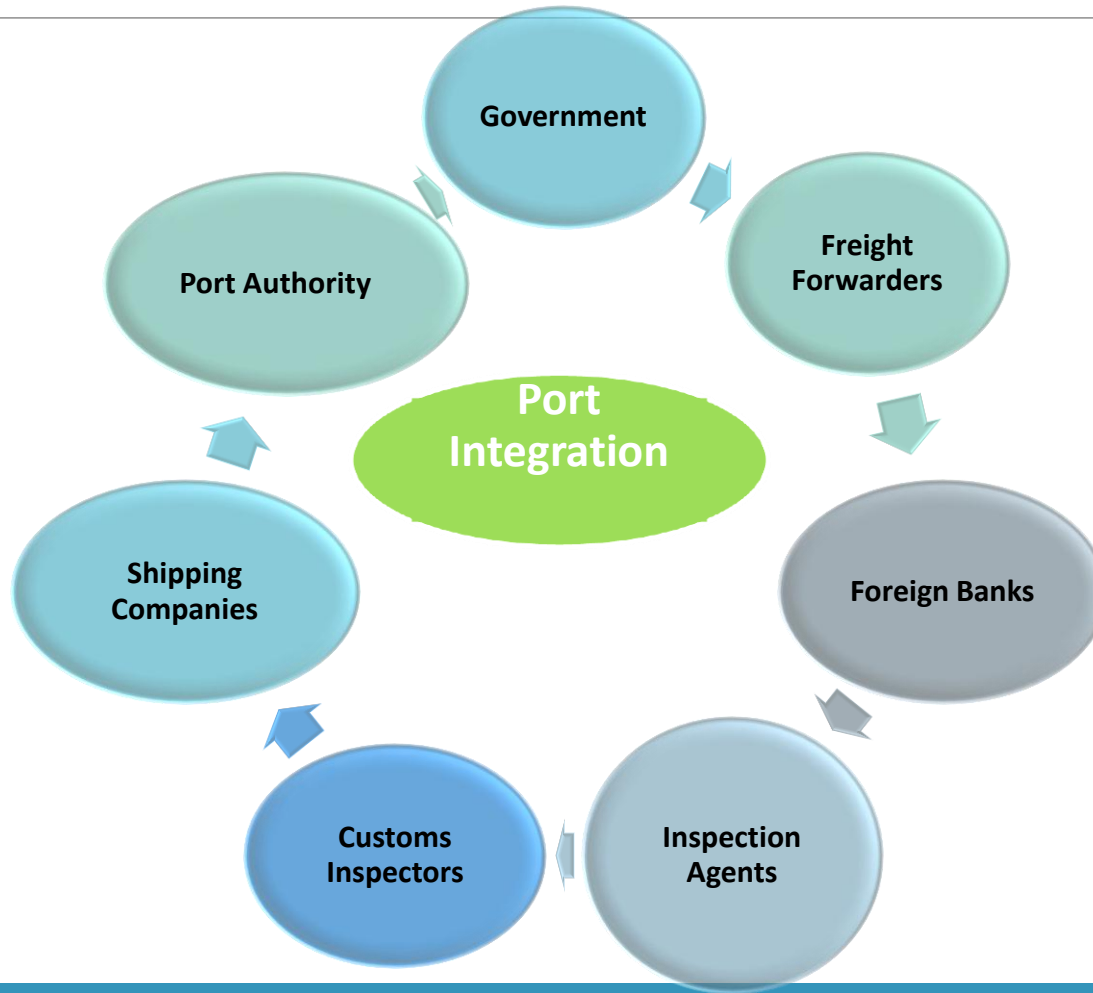 Government
Freight
Forwarders
Port Authority
Port
Integration
Shipping
Companies
Foreign Banks
Customs
Inspectors
Inspection
Agents